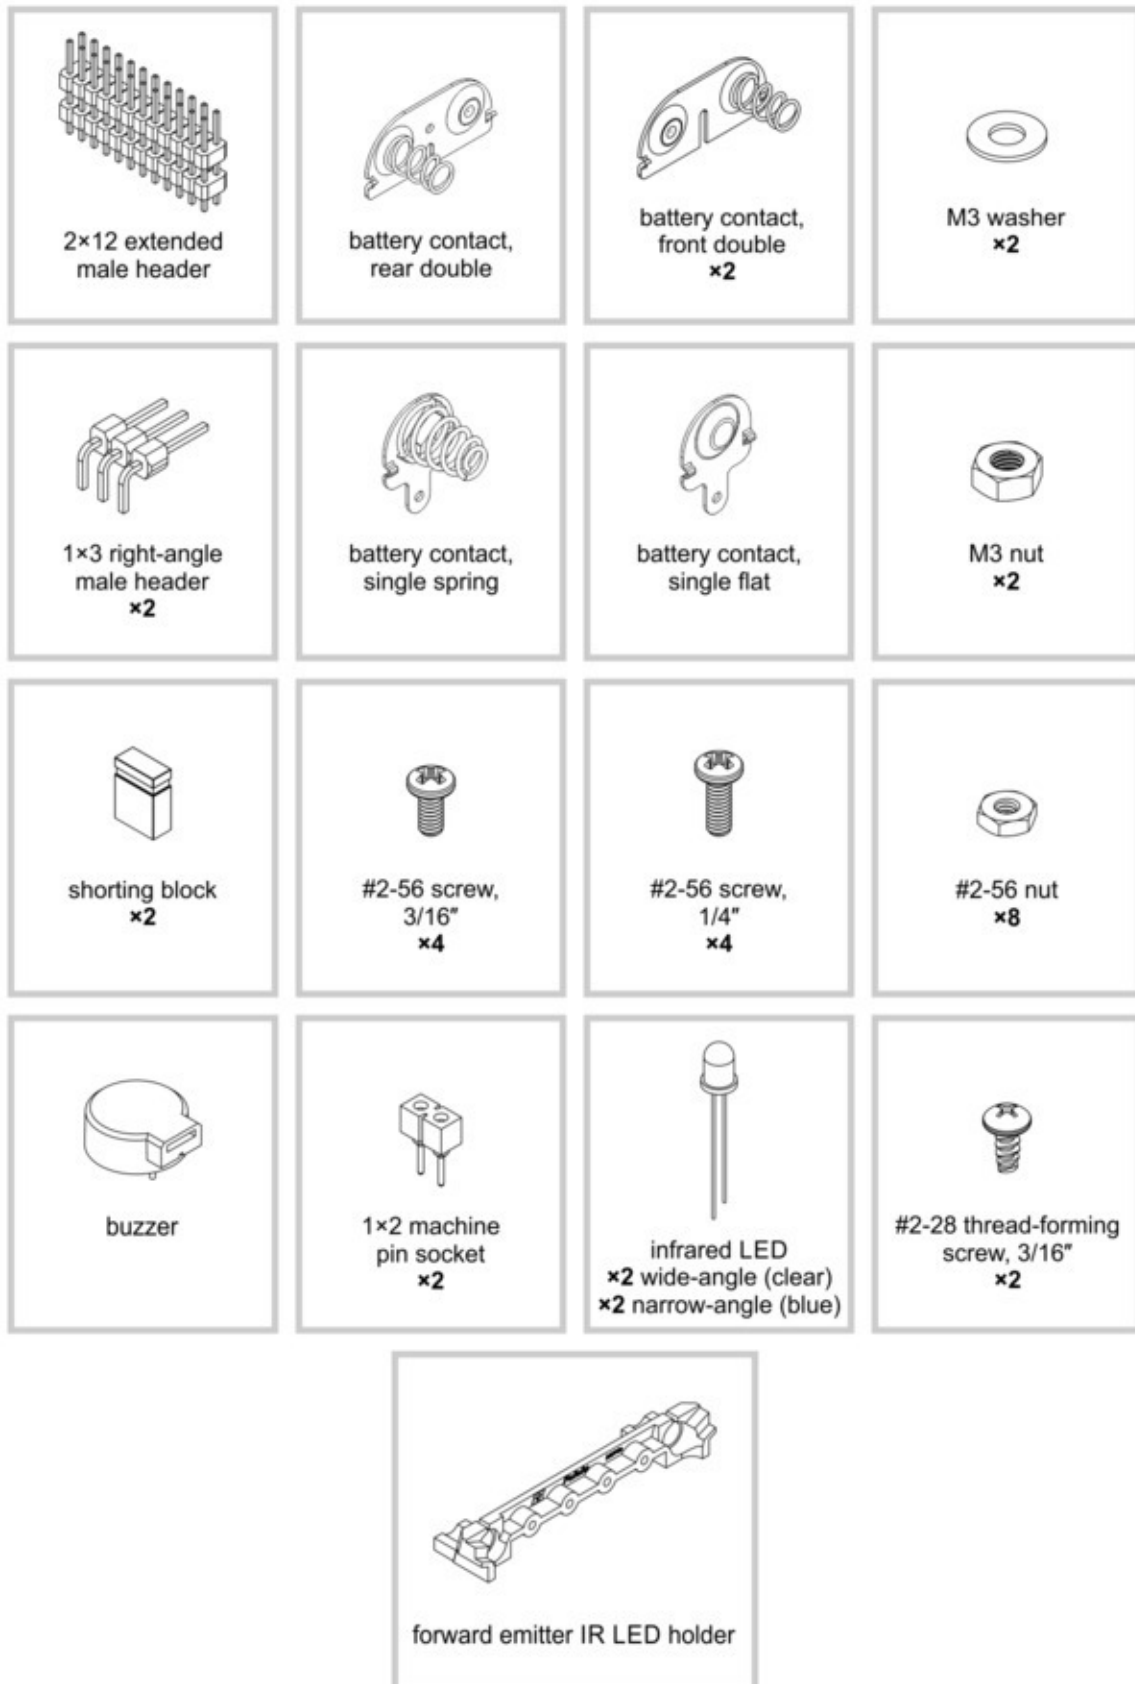 2×12 extended
male header
battery contact,
rear double
battery contact,
front double
×2
M3 washer
×2
1×3 right-angle
male header
×2
battery contact,
single spring
battery contact,
single flat
M3 nut
×2
shorting block
×2
#2-56 screw,
3/16″
×4
#2-56 screw,
1/4″
×4
#2-56 nut
×8
buzzer
1×2 machine
pin socket
×2
infrared LED
×2 wide-angle (clear)
×2 narrow-angle (blue)
#2-28 thread-forming
screw, 3/16″
×2
forward emitter IR LED holder